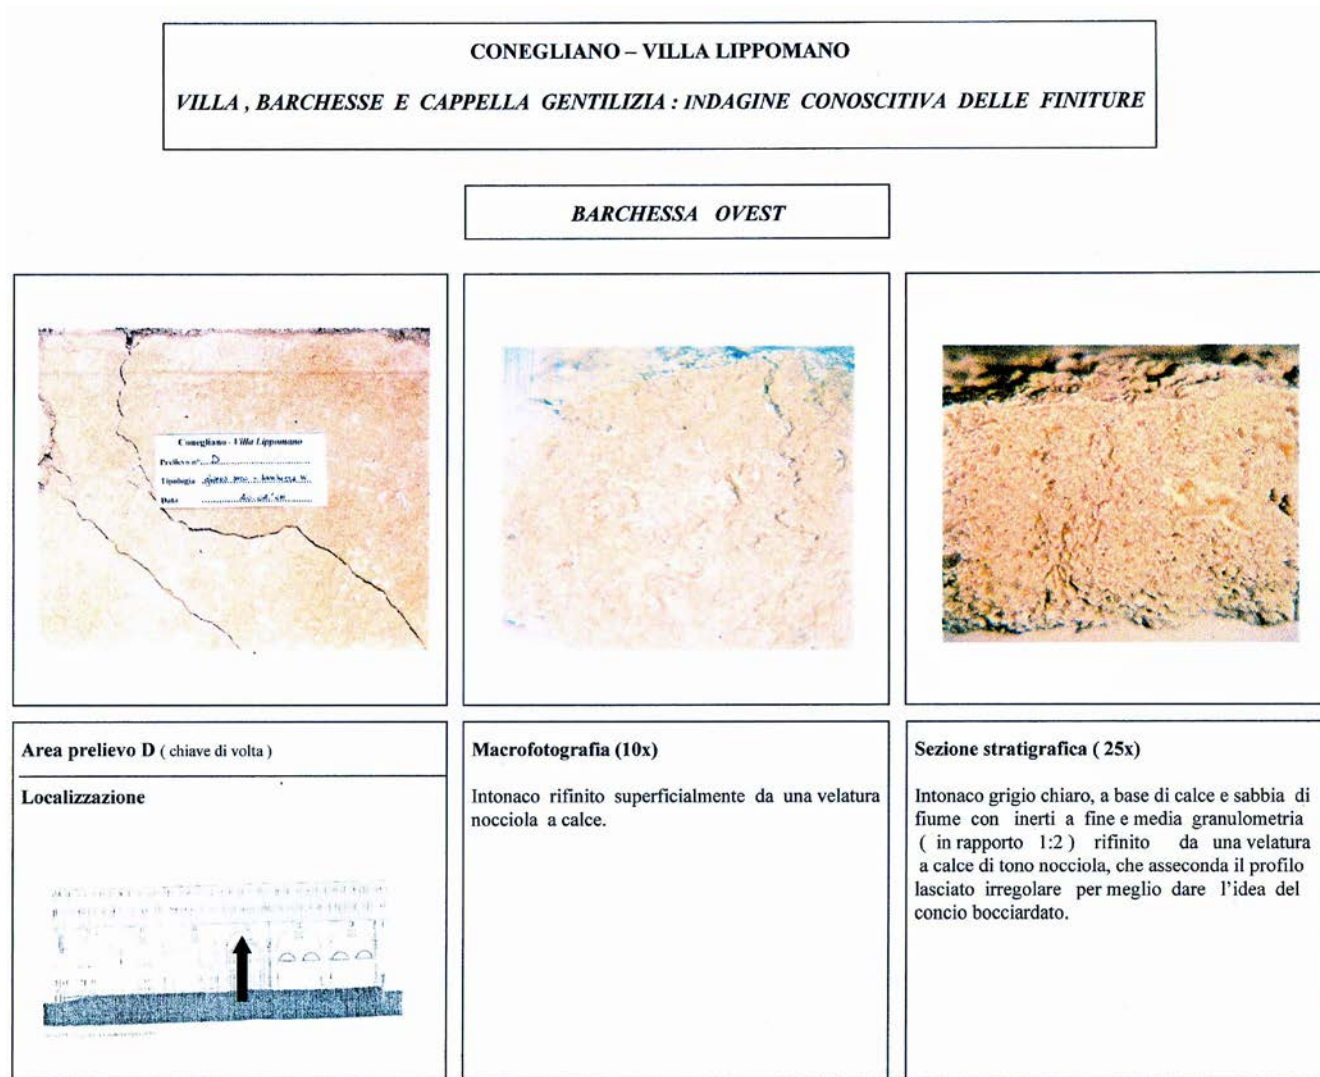 CONEGLIANO – VILLA LIPPOMANO
VILLA , BARCHESSE E CAPPELLA GENTILIZIA : INDAGINE CONOSCITIVA DELLE FINITURE
BARCHESSA OVEST
Conegliano - Villa Lippomano
Prelievo n° D
Tipologia
Data
Area prelievo D ( chiave di volta )
Localizzazione
Macrofotografia (10x)
Intonaco rifinito superficialmente da una velatura
nocciola a calce.
Sezione stratigrafica ( 25x)
Intonaco grigio chiaro, a base di calce e sabbia di
fiume con inerti a fine e media granulometria
( in rapporto 1:2 ) rifinito da una velatura
a calce di tono nocciola, che asseconda il profilo
lasciato irregolare per meglio dare l'idea del
concio bocciardato.